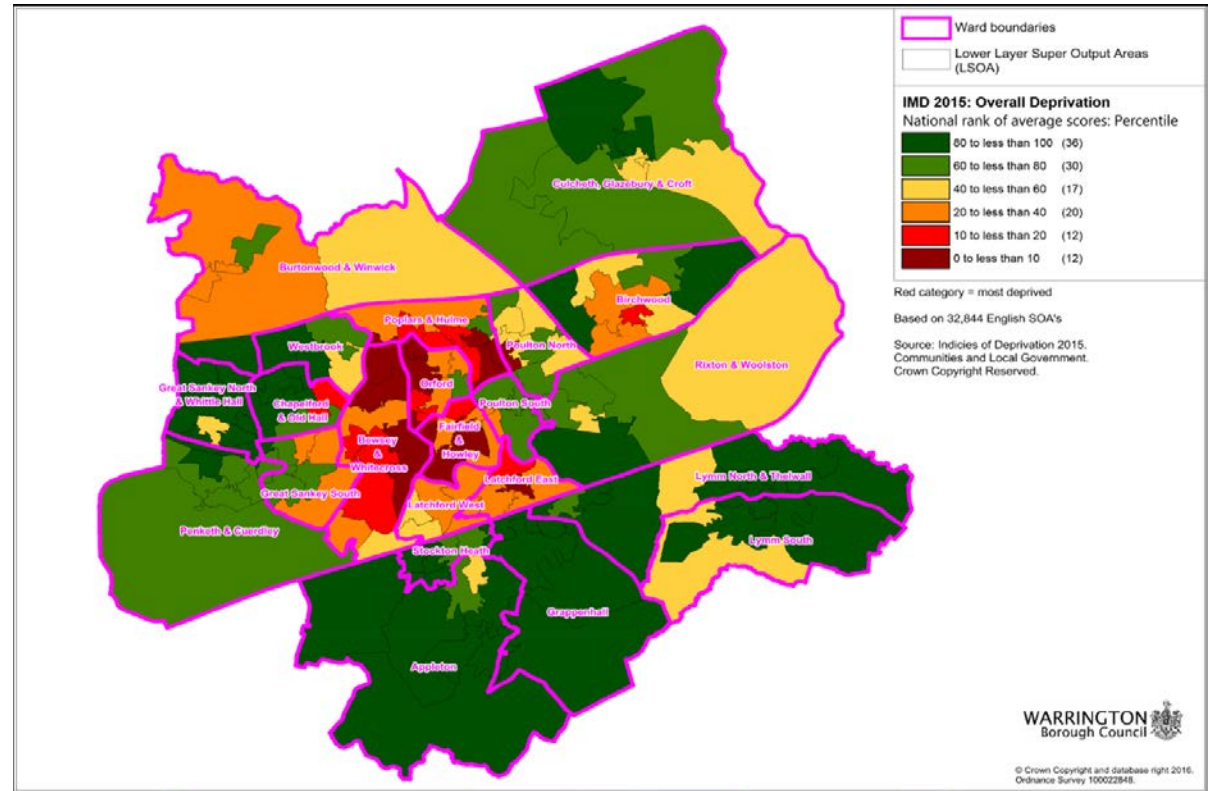 Ward boundaries
Lower Layer Super Output Areas
(LSOA)
IMD 2015: Overall Deprivation
National rank of average scores: Percentile
80 to less than 100 (36)
60 to less than 80 (30)
40 to less than 60 (17)
20 to less than 40 (20)
10 to less than 20 (12)
0 to less than 10 (12)
Red category = most deprived
Based on 32,844 English SOA's
Source: Indicies of Deprivation 2015.
Communities and Local Government.
Crown Copyright Reserved.
Culcheth, Glazebury & Croft
Burtonwood & Winwick
Birchwood
Poplars & Hulme
Westbrook
Poulton North
Rixton & Woolston
Orford
Great Sankey North
& Whittle Hall
Chapelford
& Old Hall
Poulton South
Fairfield
&
Howley
Bewsey
&
Whitecross
Latchford East
Lymm North & Thelwall
Great Sankey South
Latchford West
Penketh & Cuerdley
Lymm South
Stockton Heath
Grappenhall
Appleton
WARRINGTON
Borough Council
© Crown Copyright and database right 2016.
Ordnance Survey 100022848.